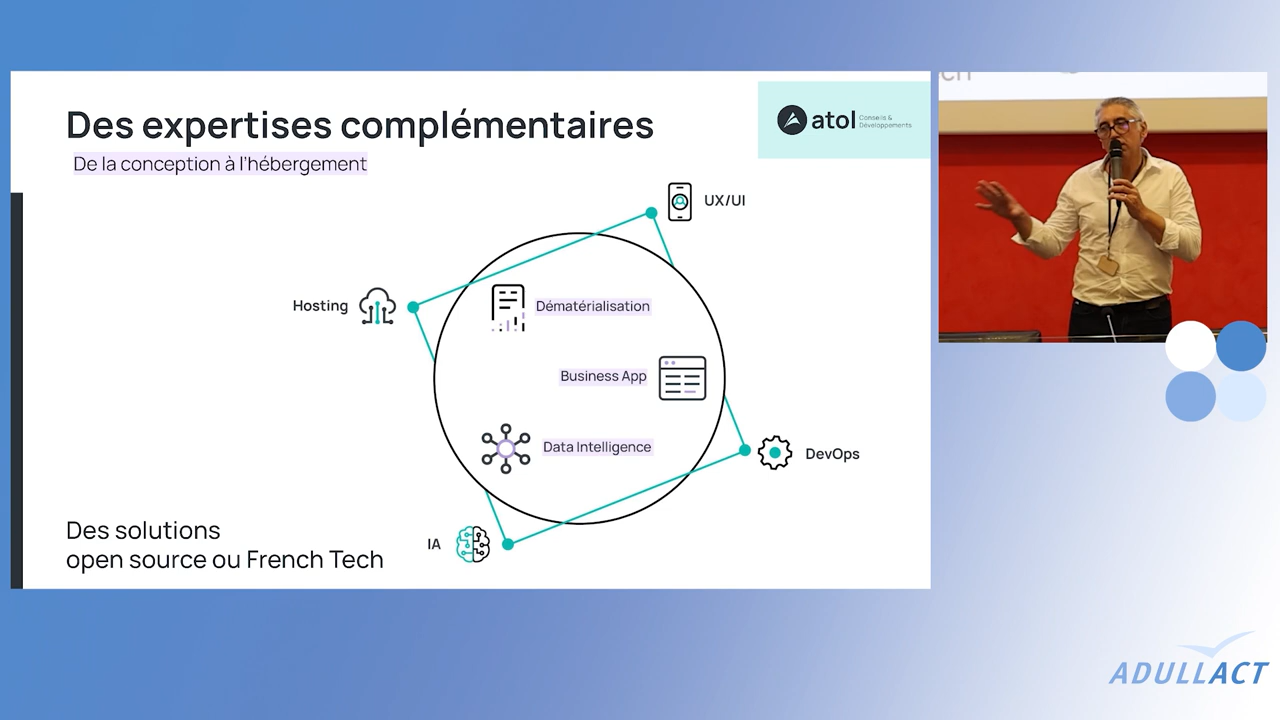 Des expertises complémentaires
De la conception à l'hébergement
atol
Conseils &
Développements
UX/UI
Hosting
Dématérialisation
Business App
Data Intelligence
DevOps
IA
Des solutions
open source ou French Tech
ADULLACT